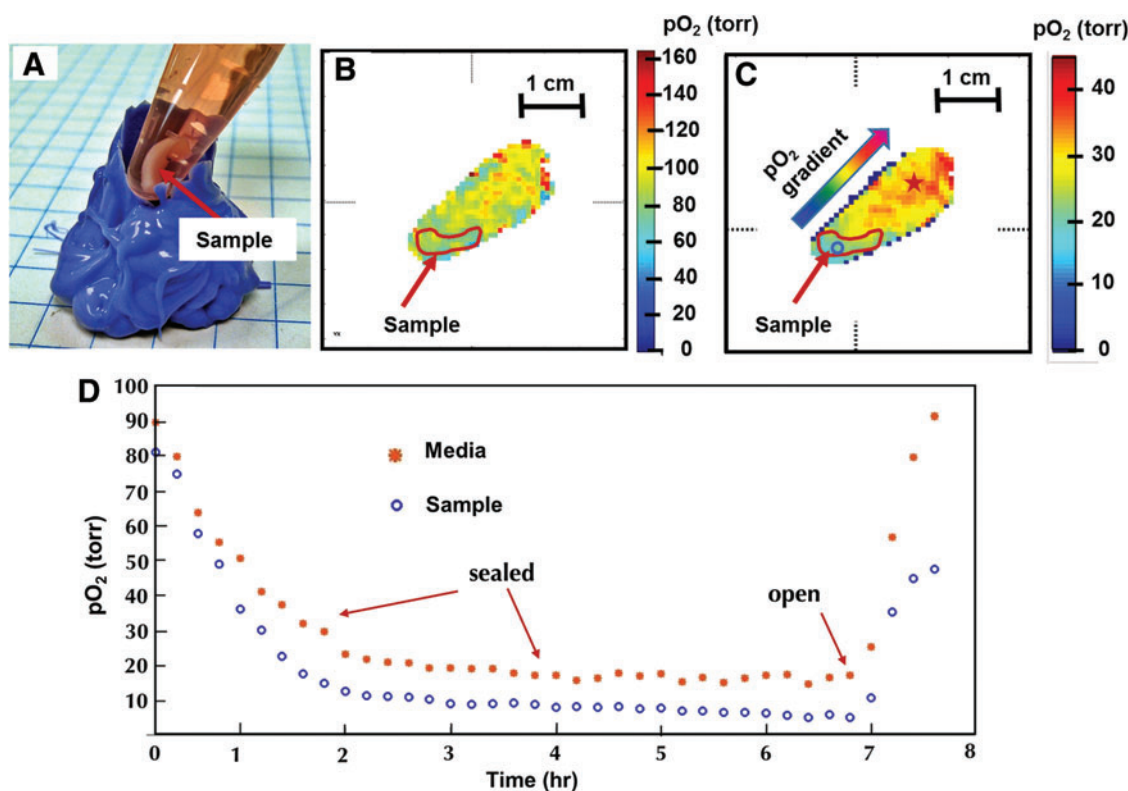 A
Sample
B
1 cm
Sample
pO₂ (torr)
160
140
120
100
80
60
40
20
0
C
1 cm
pO₂
gradient
Sample
pO₂ (torr)
40
30
20
10
0
D
100
90
80
70
60
50
40
30
20
10
pO₂ (torr)
Media
Sample
sealed
open
0 1 2 3 4 5 6 7 8
Time (hr)